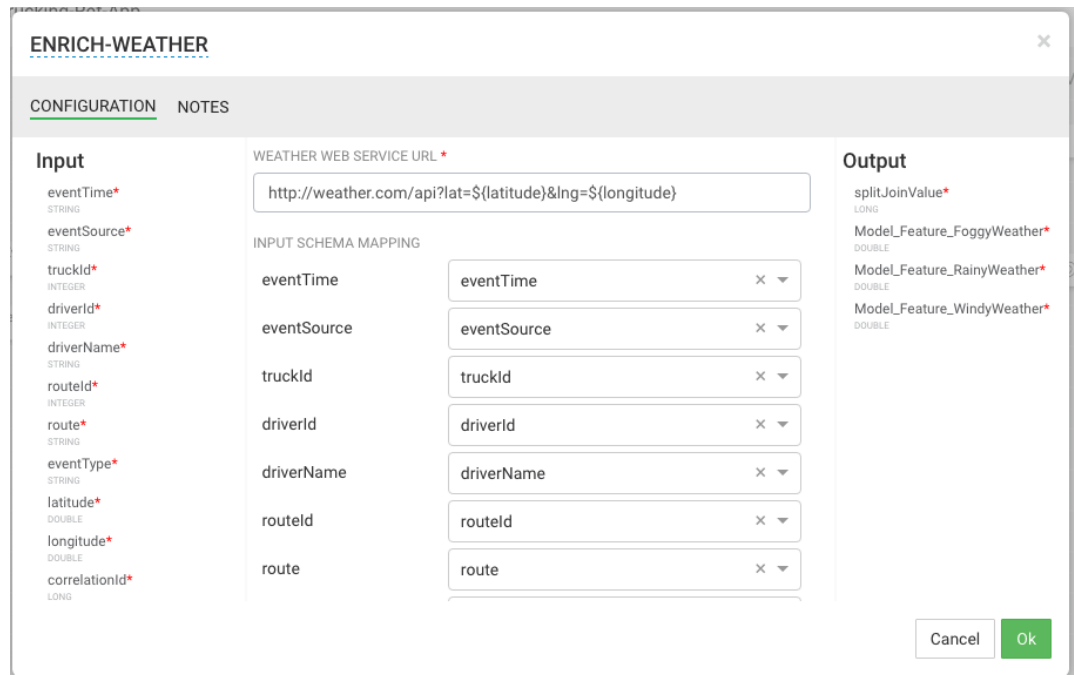 ENRICH-WEATHER
×
CONFIGURATION NOTES
Input
eventTime*
STRING
eventSource*
STRING
truckId*
INTEGER
driverId*
INTEGER
driverName*
STRING
routeId*
INTEGER
route*
STRING
eventType*
STRING
latitude*
DOUBLE
longitude*
DOUBLE
correlationId*
LONG
WEATHER WEB SERVICE URL *
http://weather.com/api?lat=${latitude}&lng=${longitude}
INPUT SCHEMA MAPPING
eventTime eventTime ×
eventSource eventSource ×
truckId truckId ×
driverId driverId ×
driverName driverName ×
routeId routeId ×
route route ×
Output
splitJoinValue*
LONG
Model_Feature_FoggyWeather*
DOUBLE
Model_Feature_RainyWeather*
DOUBLE
Model_Feature_WindyWeather*
DOUBLE
Cancel Ok